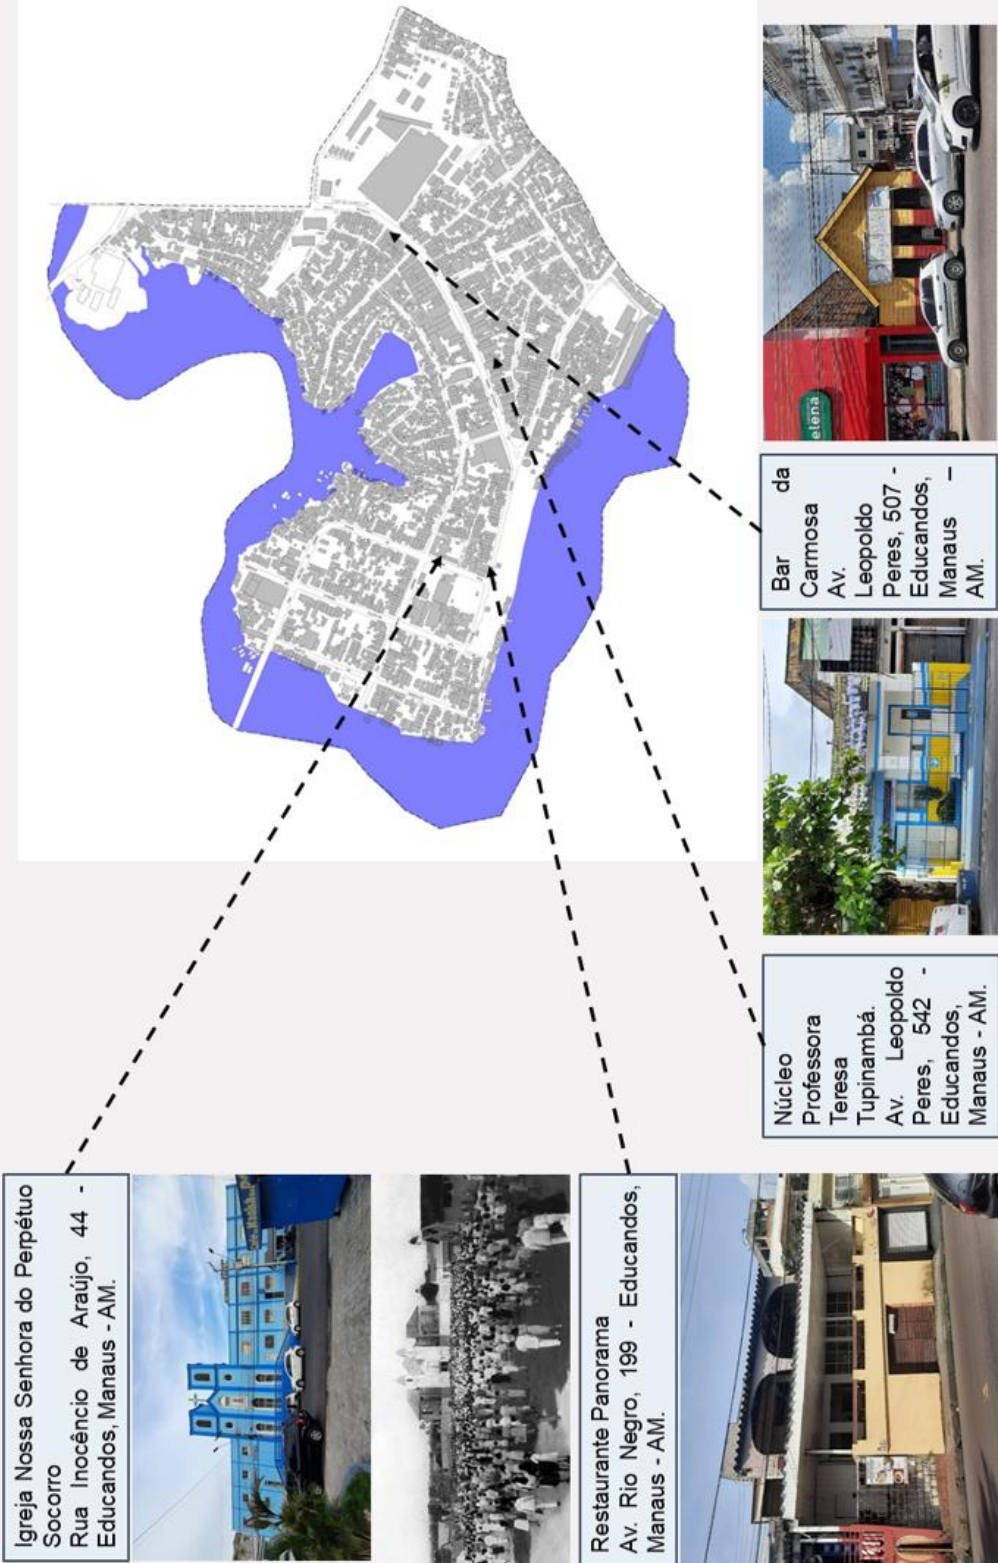 Igreja Nossa Senhora do Perpétuo
Socorro
Rua Inocêncio de Araújo, 44 -
Educandos, Manaus - AM.
Restaurante Panorama
Av. Rio Negro, 199 - Educandos,
Manaus - AM.
Núcleo
Professora
Teresa
Tupinambá.
Av. Leopoldo
Peres, 542 -
Educandos,
Manaus - AM.
Bar da
Carmosa
Av.
Leopoldo
Peres, 507 -
Educandos,
Manaus –
AM.
elena